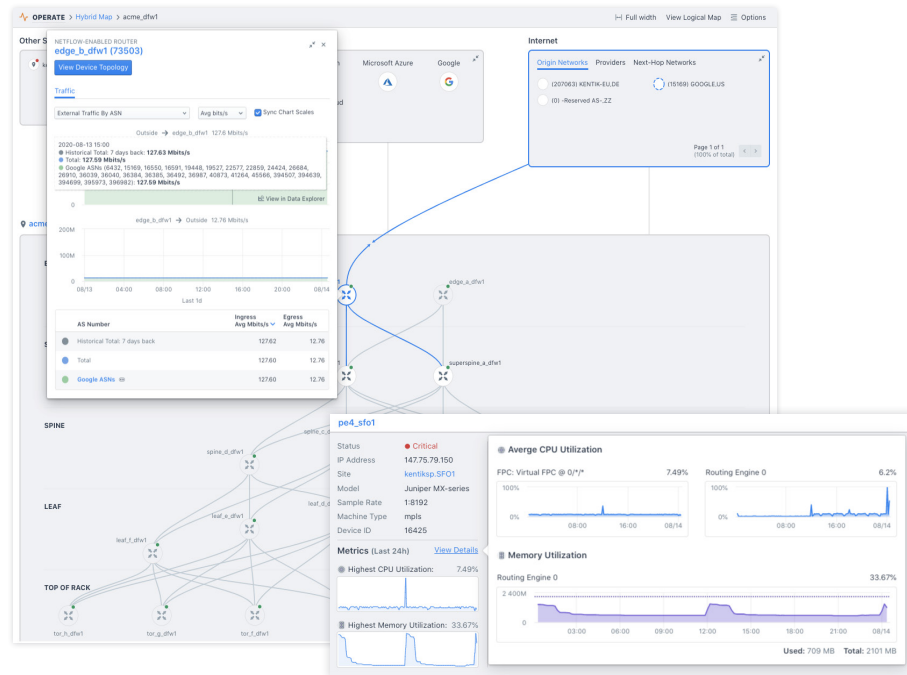 OPERATE > Hybrid Map > acme_dfw1
Full width View Logical Map Options
Other S
NETFLOW-ENABLED ROUTER
edge_b_dfw1 (73503)
View Device Topology
Traffic
External Traffic By ASN Avg bits/s Sync Chart Scales
Outside → edge_b_dfw1 127.6 Mbits/s
2020-08-13 15:00
Historical Total: 7 days back: 127.63 Mbits/s
Total: 127.59 Mbits/s
Google ASNs (6432, 15169, 16550, 16591, 19448, 19527, 22577, 22859, 24424, 26684,
26910, 36039, 36040, 36384, 36385, 36492, 36987, 40873, 41264, 45566, 394507, 394639,
394699, 395973, 396982): 127.59 Mbits/s
0
View in Data Explorer
edge_b_dfw1 → Outside 12.76 Mbits/s
200M
100M
0
08/13 04:00 08:00 12:00 16:00 20:00 08/14
Last 1d
AS Number Ingress Avg Mbits/s Egress Avg Mbits/s
Historical Total: 7 days back 127.62 12.76
Total 127.60 12.76
Google ASNs 127.60 12.76
Microsoft Azure
Google
Internet
Origin Networks Providers Next-Hop Networks
(207063) KENTIK-EU,DE
(15169) GOOGLE,US
(0) -Reserved AS-,ZZ
Page 1 of 1
(100% of total)
acme
edge_a_dfw1
superspine_a_dfw1
SPINE
spine_d_dfw1
spine_c_d
LEAF
leaf_e_dfw1
leaf_d_d
leaf_f_dfw1
TOP OF RACK
tor_h_dfw1
tor_g_dfw1
tor_f_dfw1
pe4_sfo1
Status Critical
IP Address 147.75.79.150
Site kentiksp.SFO1
Model Juniper MX-series
Sample Rate 1:8192
Machine Type mpls
Device ID 16425
Metrics (Last 24h) View Details
Highest CPU Utilization: 7.49%
Highest Memory Utilization: 33.67%
Averge CPU Utilization
FPC: Virtual FPC @ 0/*/* 7.49%
100%
0%
08:00 16:00 08/14
Routing Engine 0 6.2%
100%
0%
08:00 16:00 08/14
Memory Utilization
Routing Engine 0 33.67%
2 400M
0
03:00 06:00 09:00 12:00 15:00 18:00 21:00 08/14
Used: 709 MB Total: 2101 MB